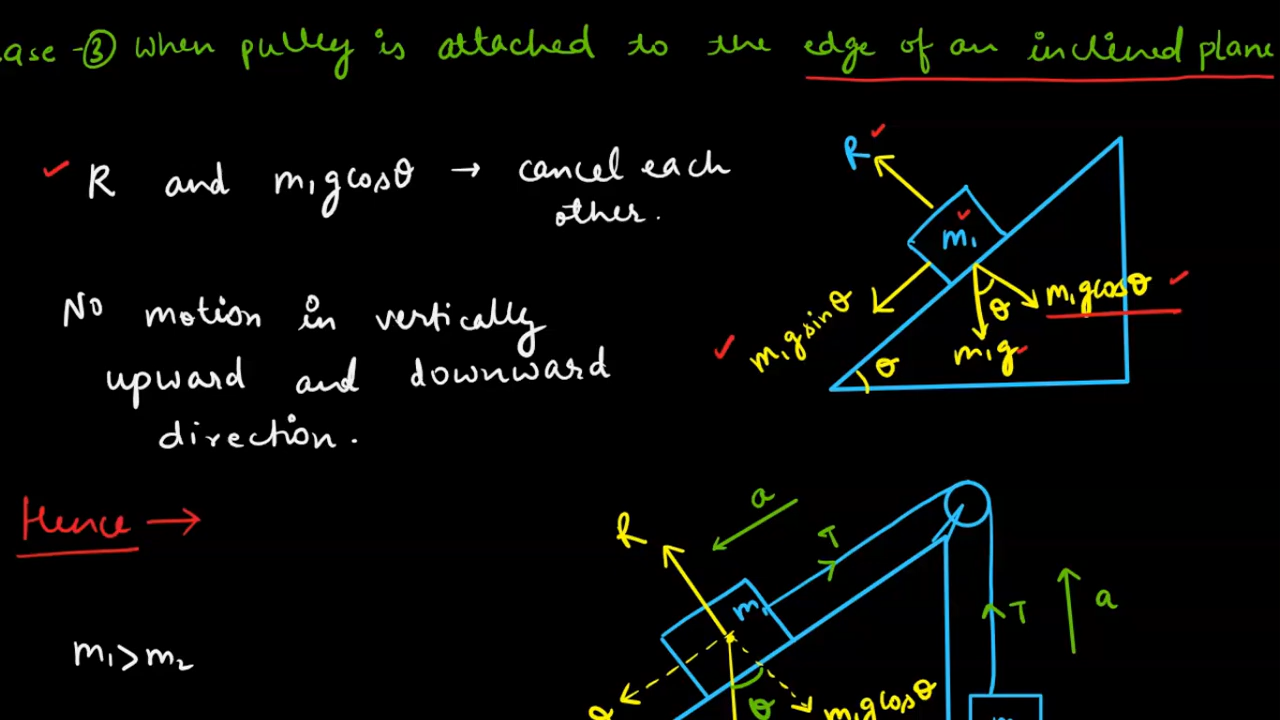 ase -③ When pulley is attached to the edge of an inclined plane
R and m₁gcosθ → cancel each
other.
No motion in vertically
upward and downward
direction.
Hence →
m₁>m₂
R
m₁
m₁gsinθ
θ
m₁gcosθ
m₁g
θ
a
R
T
m₁
T
a
θ
m₁gcosθ